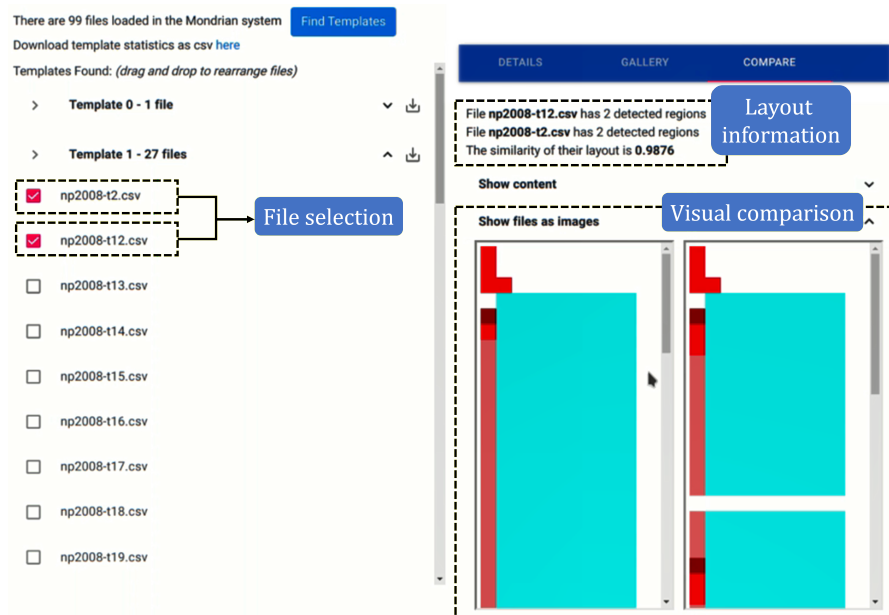 There are 99 files loaded in the Mondrian system
Find Templates
Download template statistics as csv here
Templates Found: (drag and drop to rearrange files)
Template 0 - 1 file
Template 1 - 27 files
np2008-t2.csv
np2008-t12.csv
File selection
np2008-t13.csv
np2008-t14.csv
np2008-t15.csv
np2008-t16.csv
np2008-t17.csv
np2008-t18.csv
np2008-t19.csv
DETAILS
GALLERY
COMPARE
File np2008-t12.csv has 2 detected regions
File np2008-t2.csv has 2 detected regions
The similarity of their layout is 0.9876
Layout
information
Show content
Show files as images
Visual comparison